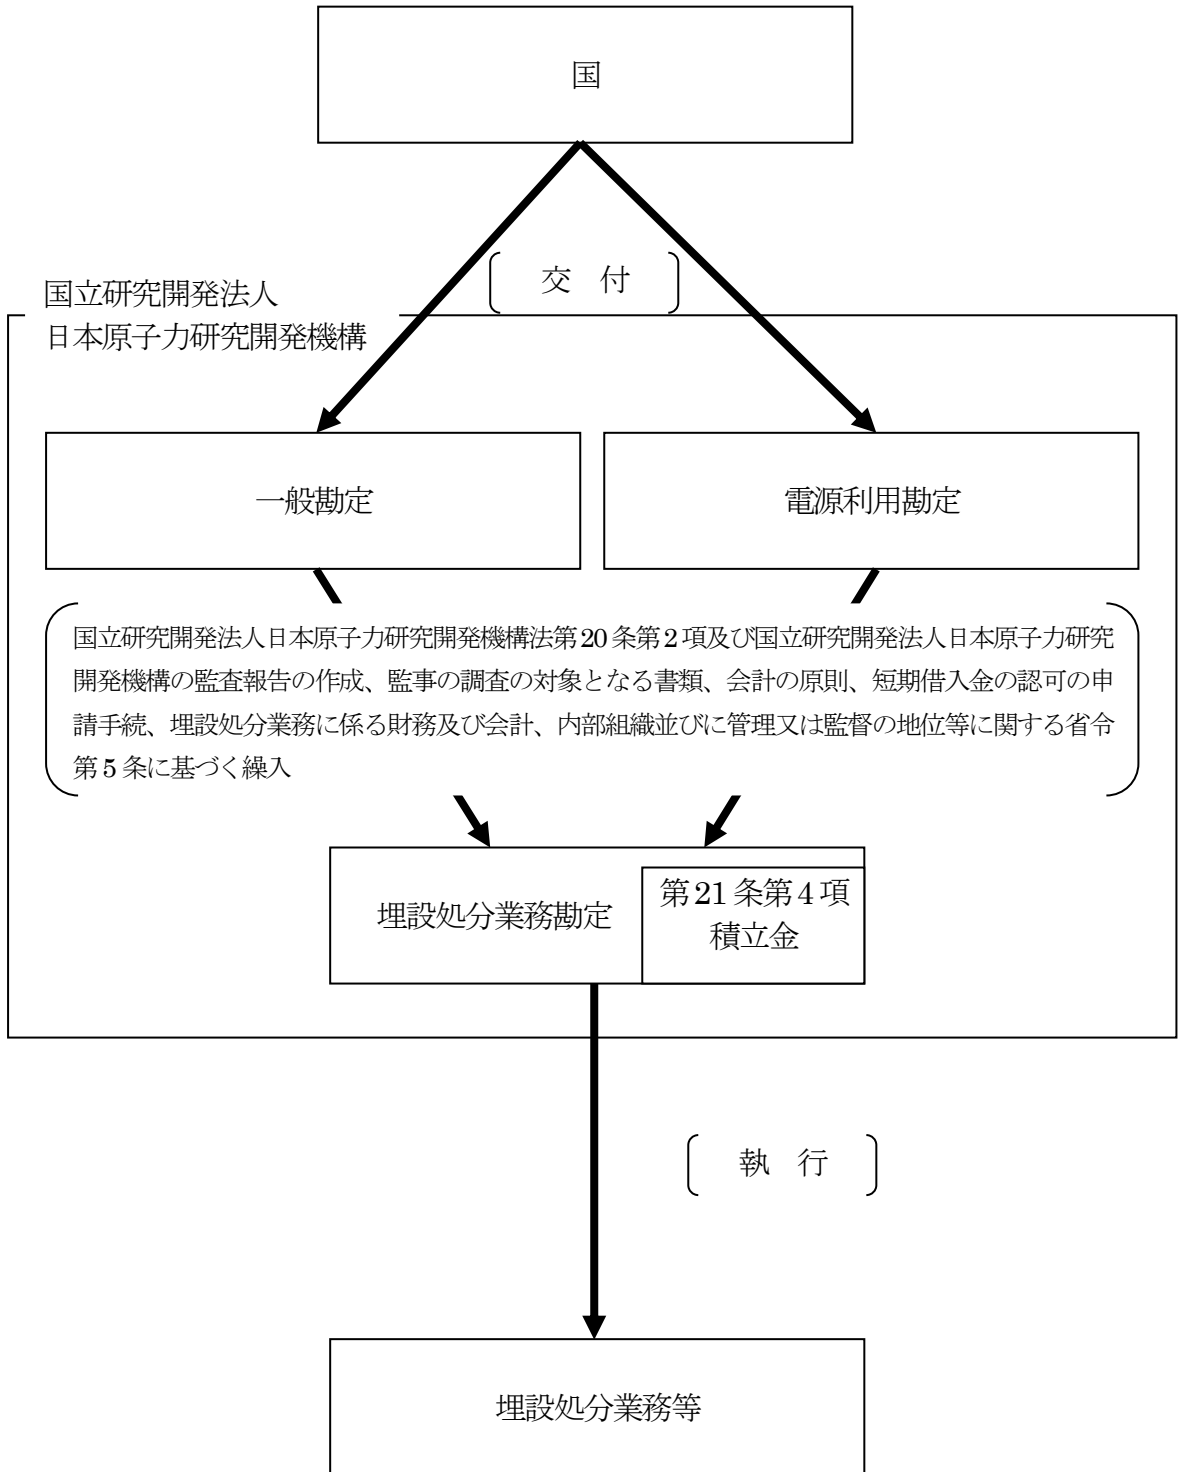 国
交 付
国立研究開発法人
日本原子力研究開発機構
一般勘定
電源利用勘定
国立研究開発法人日本原子力研究開発機構法第20条第2項及び国立研究開発法人日本原子力研究
開発機構の監査報告の作成、監事の調査の対象となる書類、会計の原則、短期借入金の認可の申
請手続、埋設処分業務に係る財務及び会計、内部組織並びに管理又は監督の地位等に関する省令
第5条に基づく繰入
埋設処分業務勘定
第21条第4項
積立金
執 行
埋設処分業務等